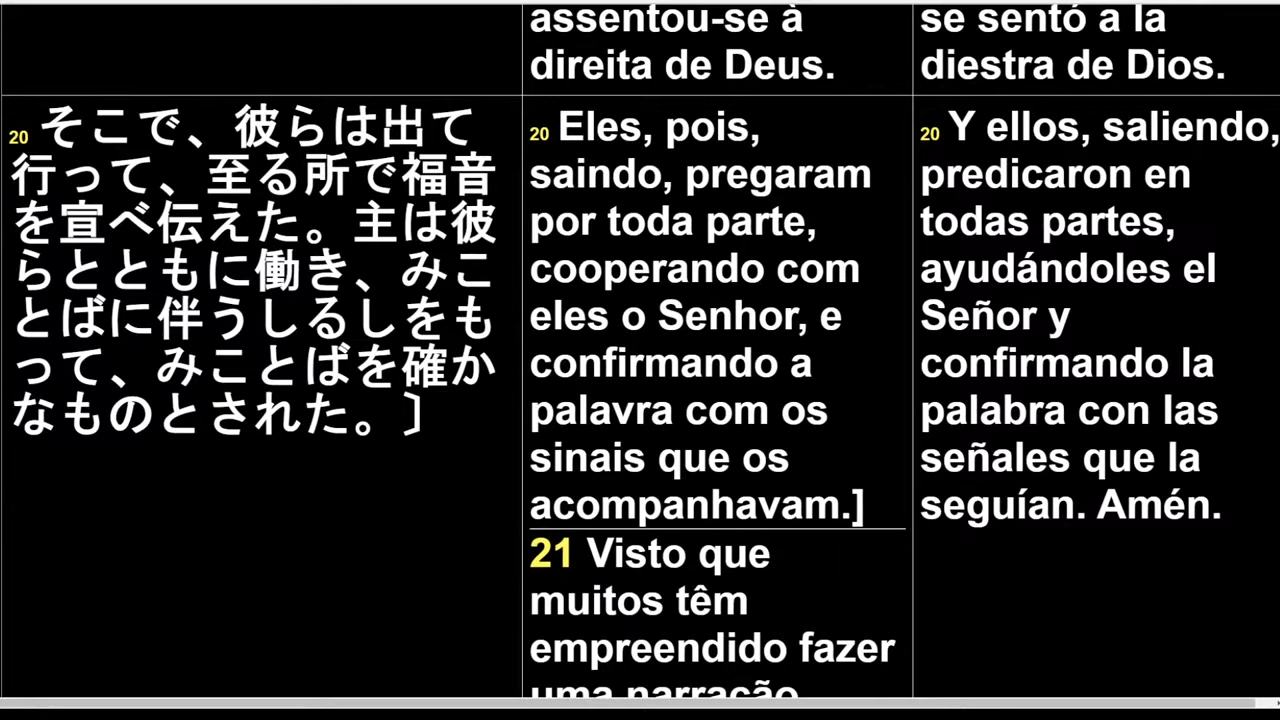 20 そこで、彼らは出て
行って、至る所で福音
を宣べ伝えた。主は彼
らとともに働き、みこ
とばに伴うしるしをも
って、みことばを確か
なものとされた。］
assentou-se à
direita de Deus.
20 Eles, pois,
saindo, pregaram
por toda parte,
cooperando com
eles o Senhor, e
confirmando a
palavra com os
sinais que os
acompanhavam.]
21 Visto que
muitos têm
empreendido fazer
uma narração
se sentó a la
diestra de Dios.
20 Y ellos, saliendo,
predicaron en
todas partes,
ayudándoles el
Señor y
confirmando la
palabra con las
señales que la
seguían. Amén.